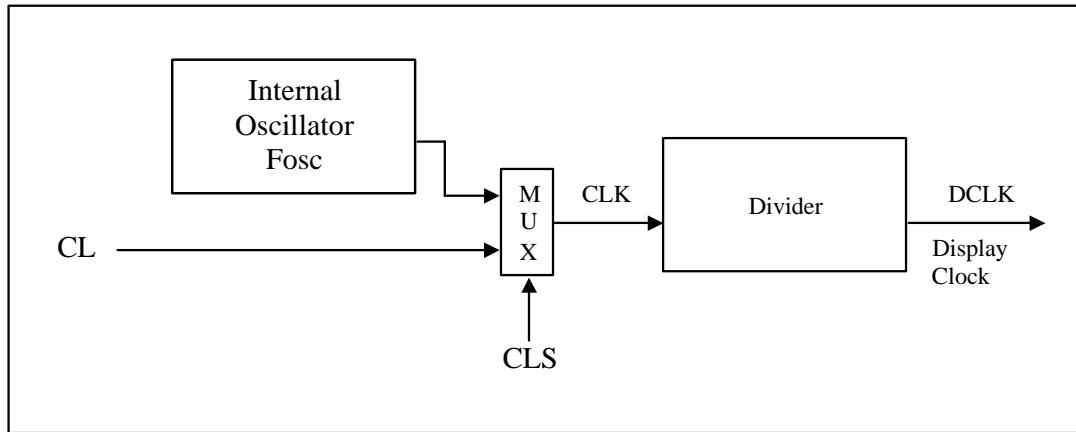 Internal
Oscillator
Fosc
M
U
X
CL
CLS
CLK
Divider
DCLK
Display
Clock